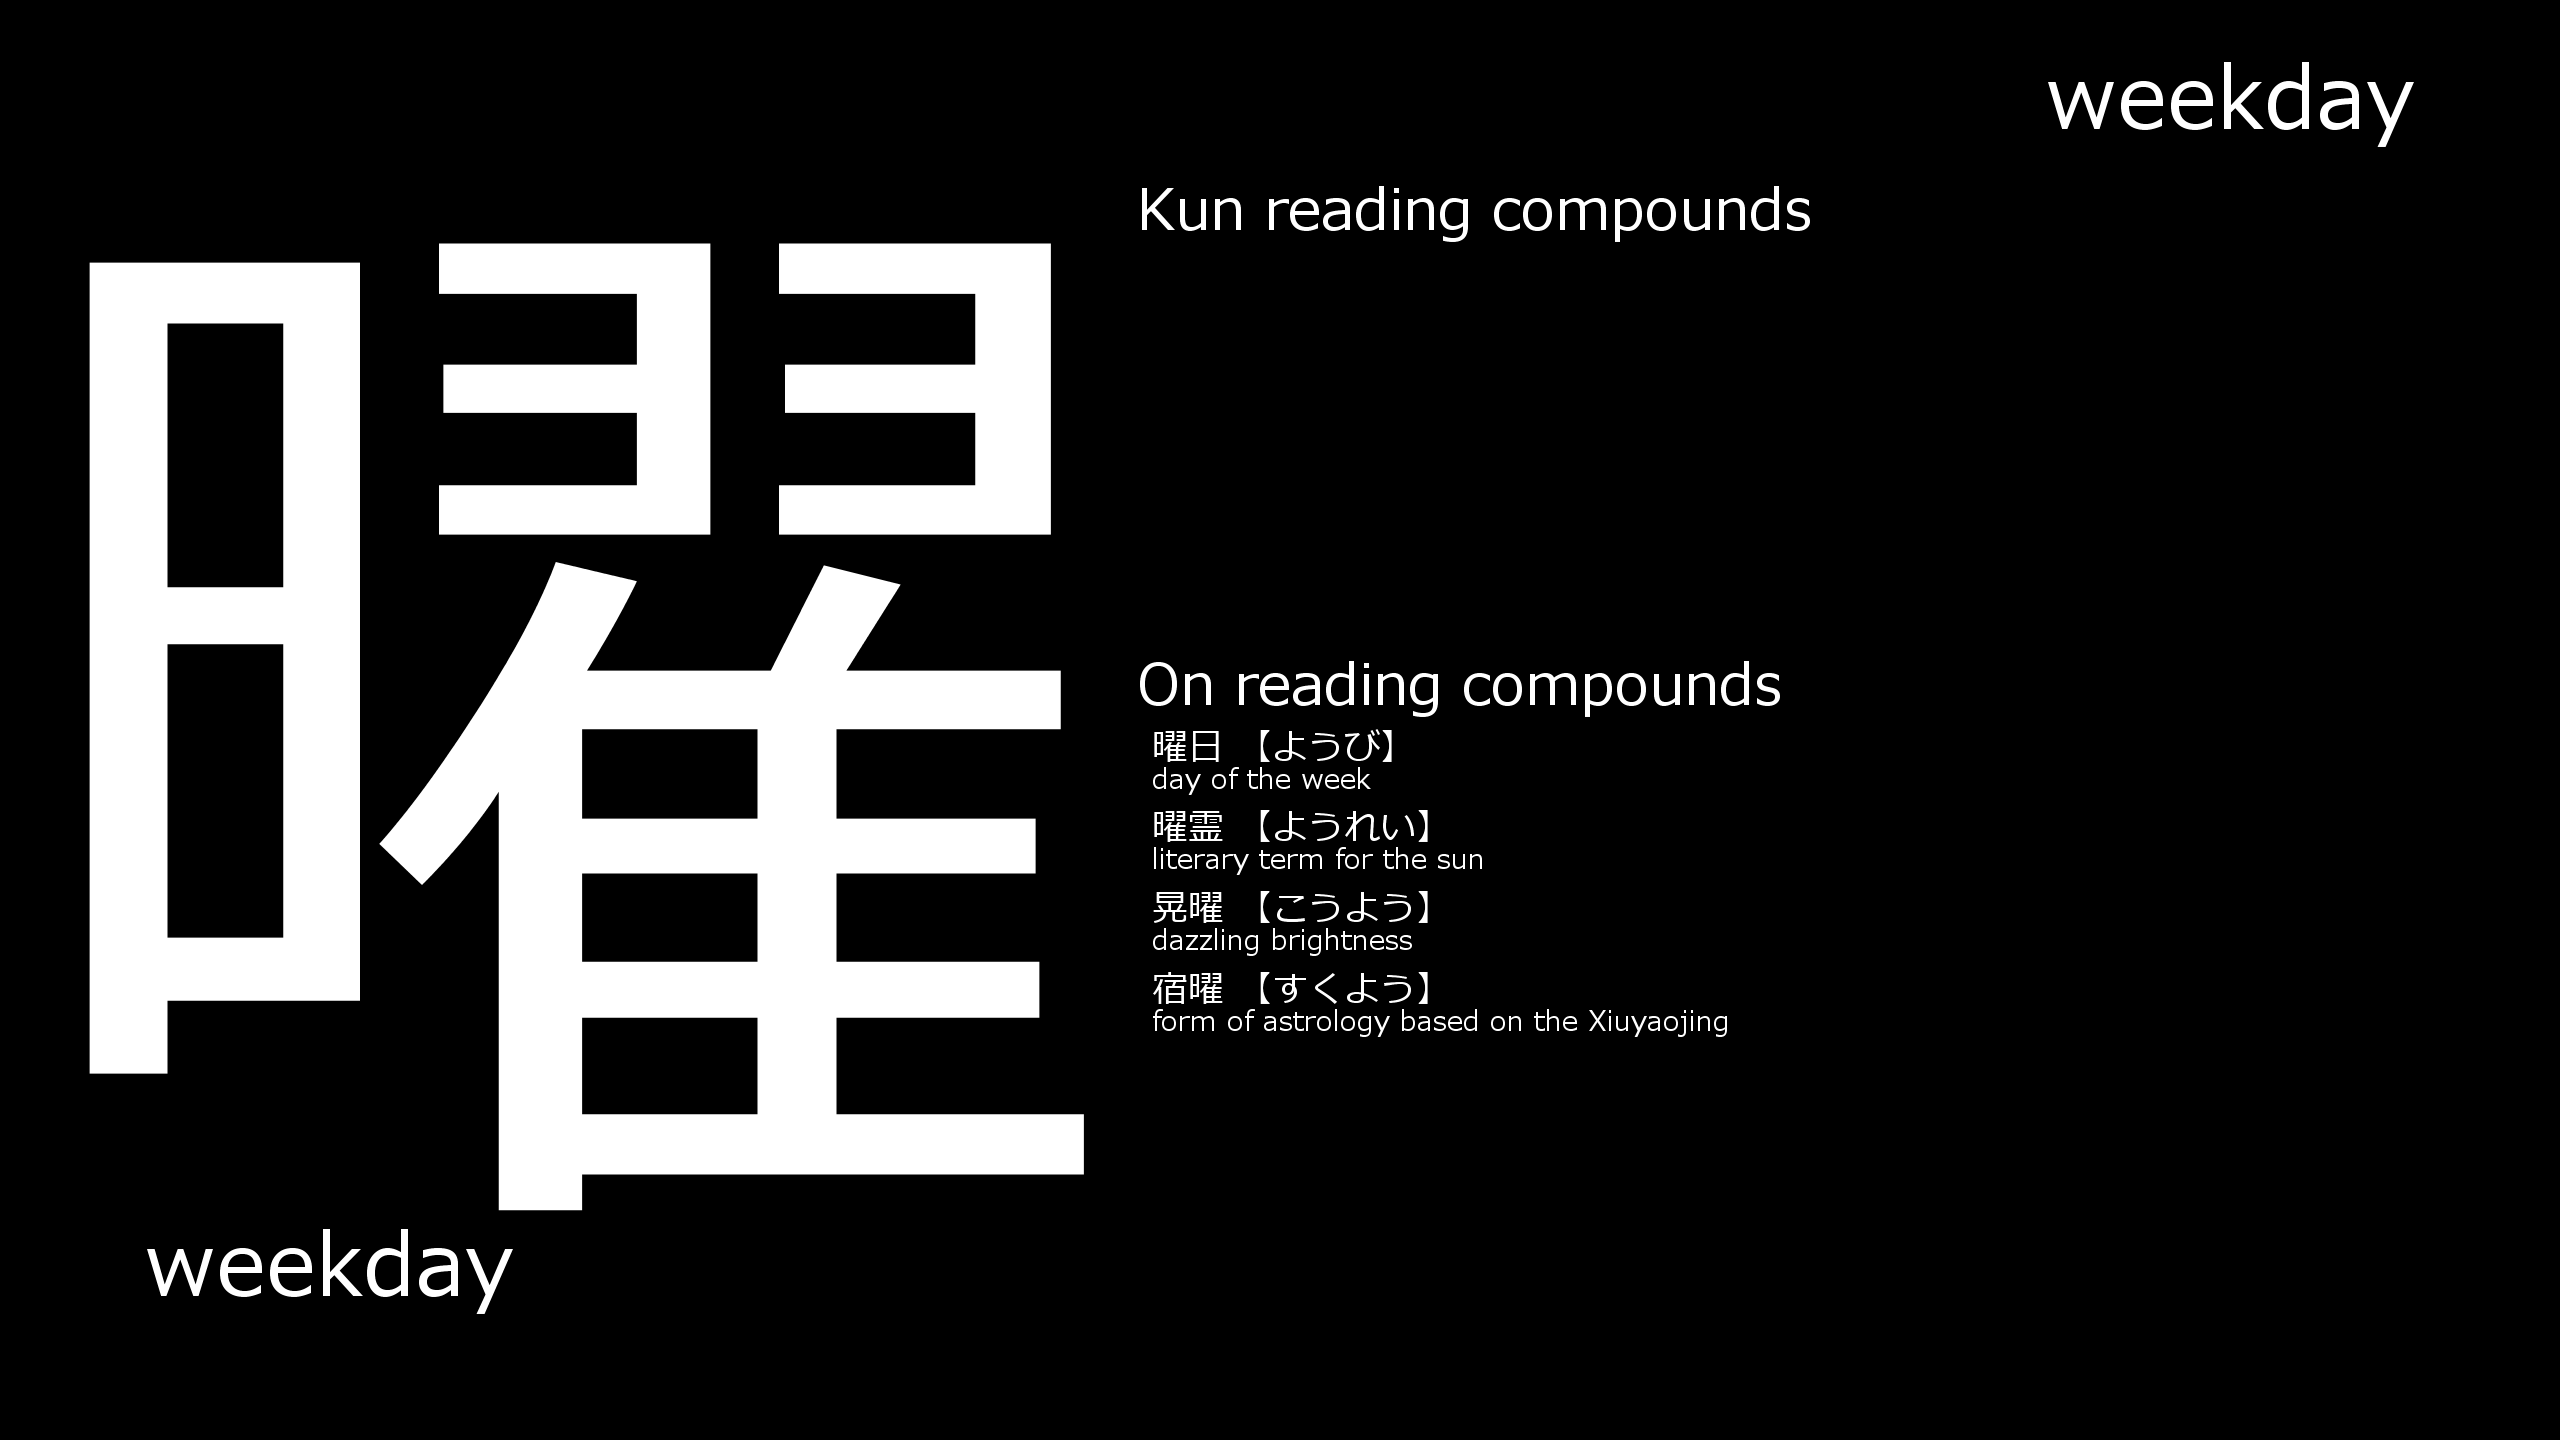 weekday
Kun reading compounds
曜
On reading compounds
曜日 【ようび】
day of the week
曜霊 【ようれい】
literary term for the sun
晃曜 【こうよう】
dazzling brightness
宿曜 【すくよう】
form of astrology based on the Xiuyaojing
weekday